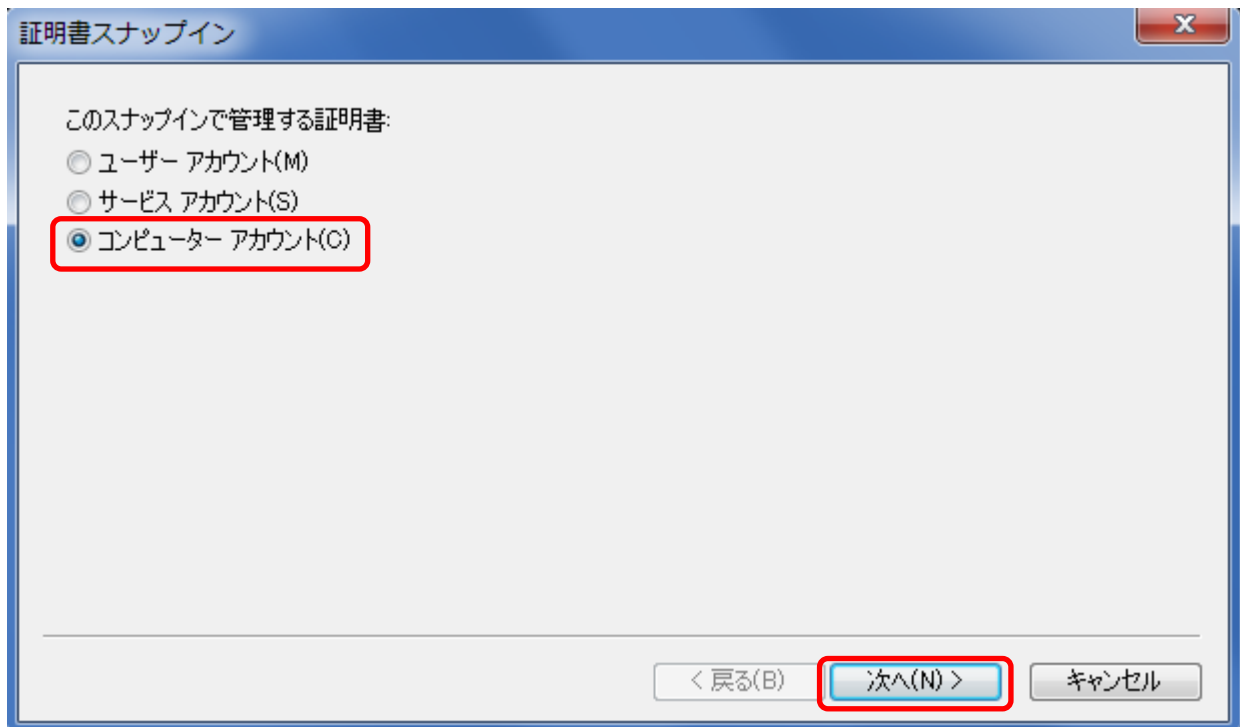 証明書スナップイン
このスナップインで管理する証明書:
ユーザー アカウント(M)
サービス アカウント(S)
コンピューター アカウント(C)
< 戻る(B)
次へ(N) >
キャンセル